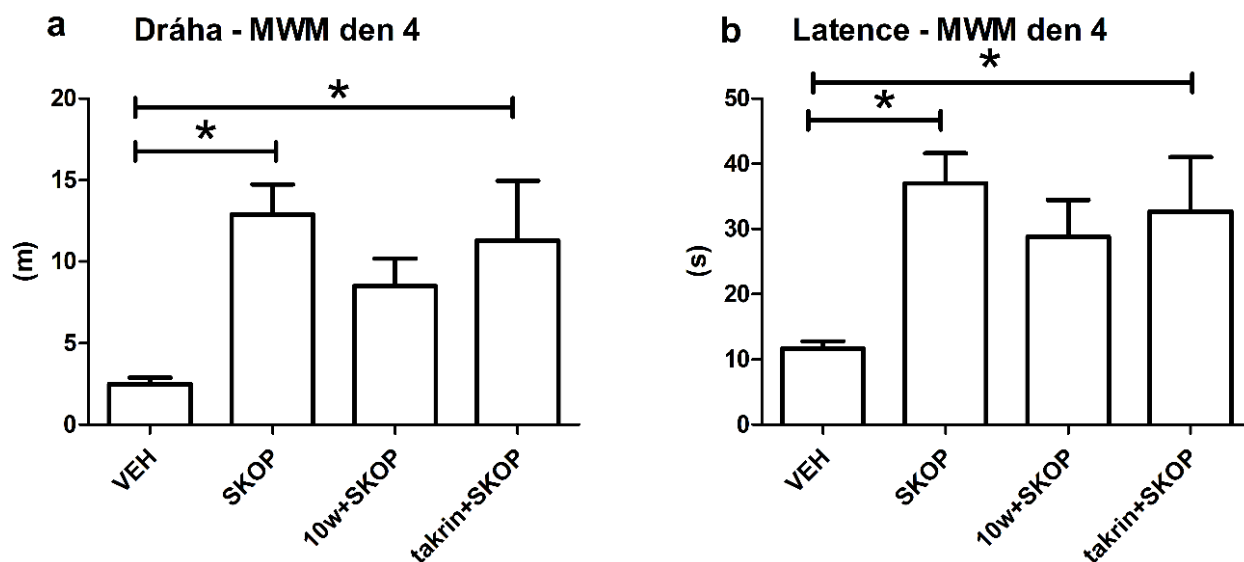 a Dráha - MWM den 4
*
*
20
15
10
5
0
(m)
VEH
SKOP
10w+SKOP
takrin+SKOP
b Latence - MWM den 4
*
*
50
40
30
20
10
0
(s)
VEH
SKOP
10w+SKOP
takrin+SKOP